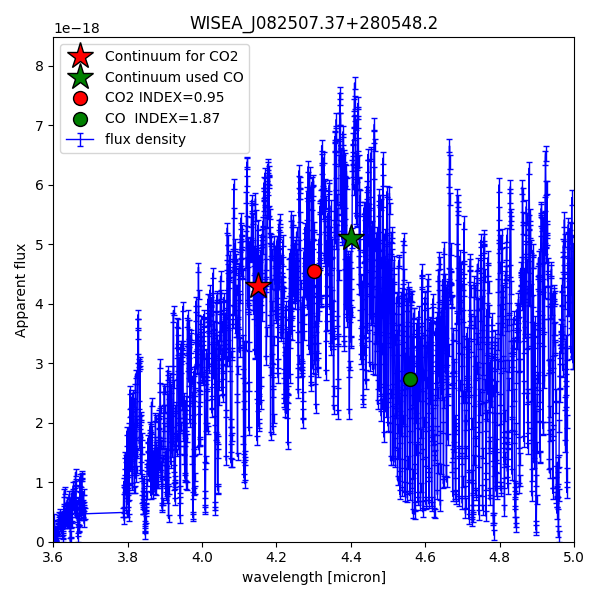 WISEA_J082507.37+280548.2
1e−18
Continuum for CO2
Continuum used CO
CO2 INDEX=0.95
CO  INDEX=1.87
flux density
8
7
6
5
4
3
2
1
0
Apparent flux
3.6 3.8 4.0 4.2 4.4 4.6 4.8 5.0
wavelength [micron]